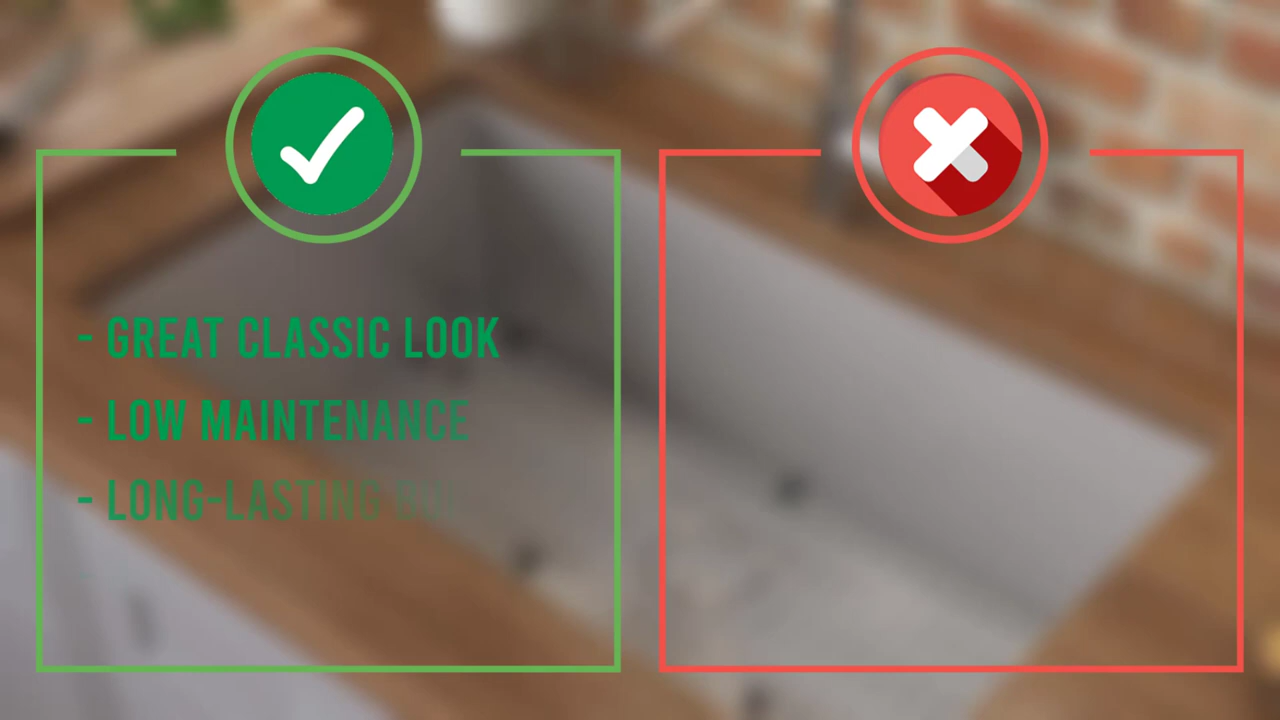 - GREAT CLASSIC LOOK
- LOW MAINTENANCE
- LONG-LASTING